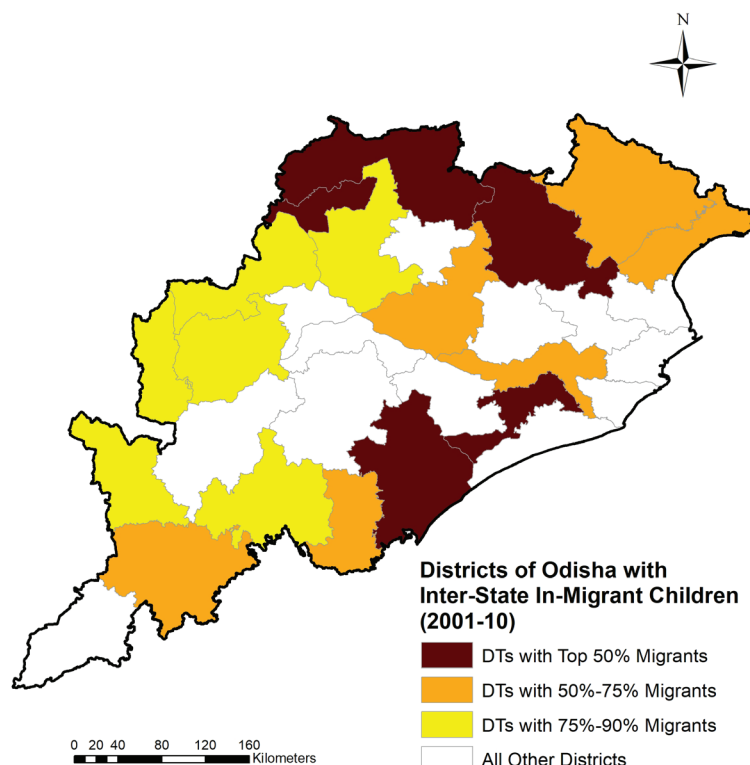 N
Districts of Odisha with
Inter-State In-Migrant Children
(2001-10)
DTs with Top 50% Migrants
DTs with 50%-75% Migrants
DTs with 75%-90% Migrants
All Other Districts
0 20 40 80 120 160
Kilometers